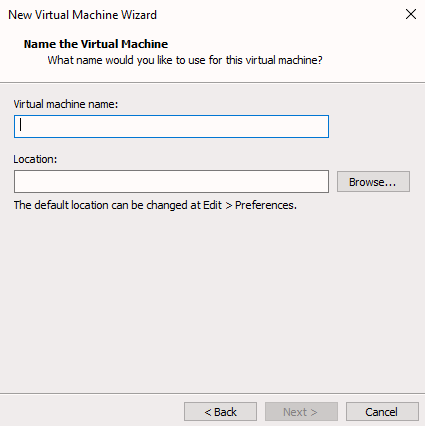 New Virtual Machine Wizard
Name the Virtual Machine
What name would you like to use for this virtual machine?
Virtual machine name:
Location:
Browse...
The default location can be changed at Edit > Preferences.
< Back
Next >
Cancel